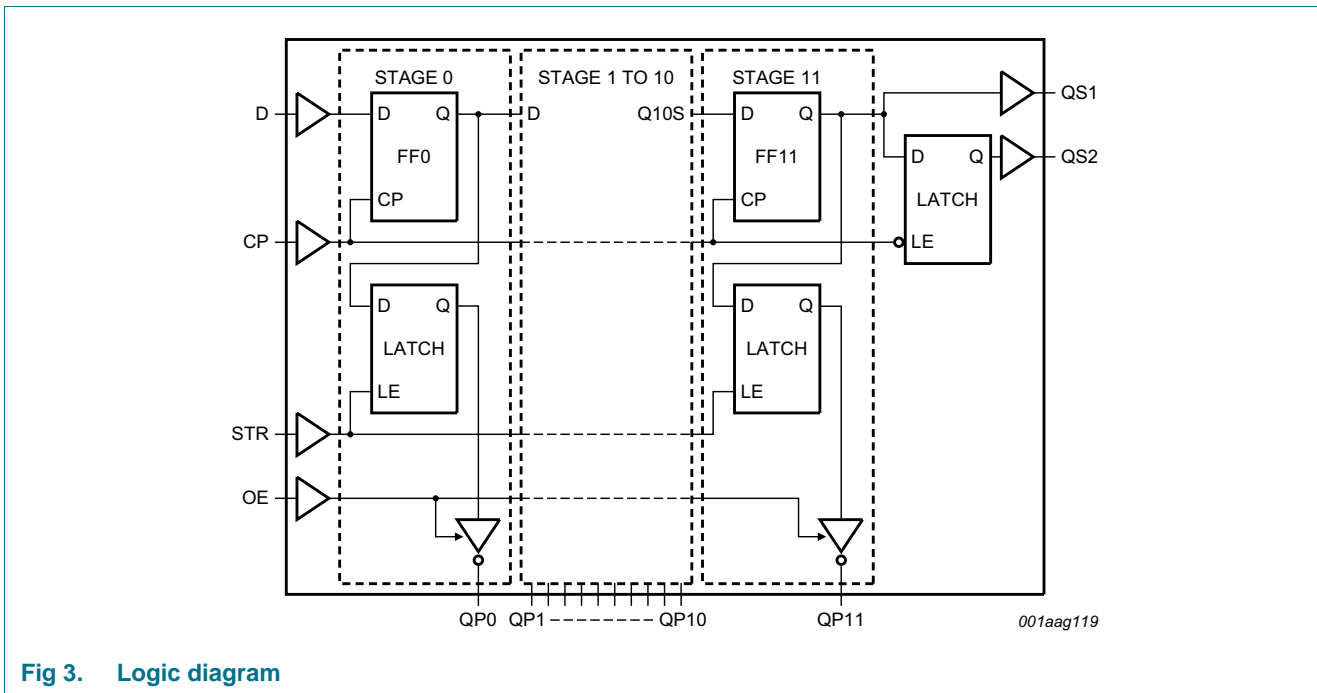 STAGE 0
STAGE 1 TO 10
STAGE 11
D
D Q
FF0
CP
D
Q10S
D Q
FF11
CP
QS1
D Q
LATCH
LE
QS2
CP
D Q
LATCH
LE
D Q
LATCH
LE
STR
OE
QP0
QP1
QP10
QP11
001aag119
Fig 3. Logic diagram